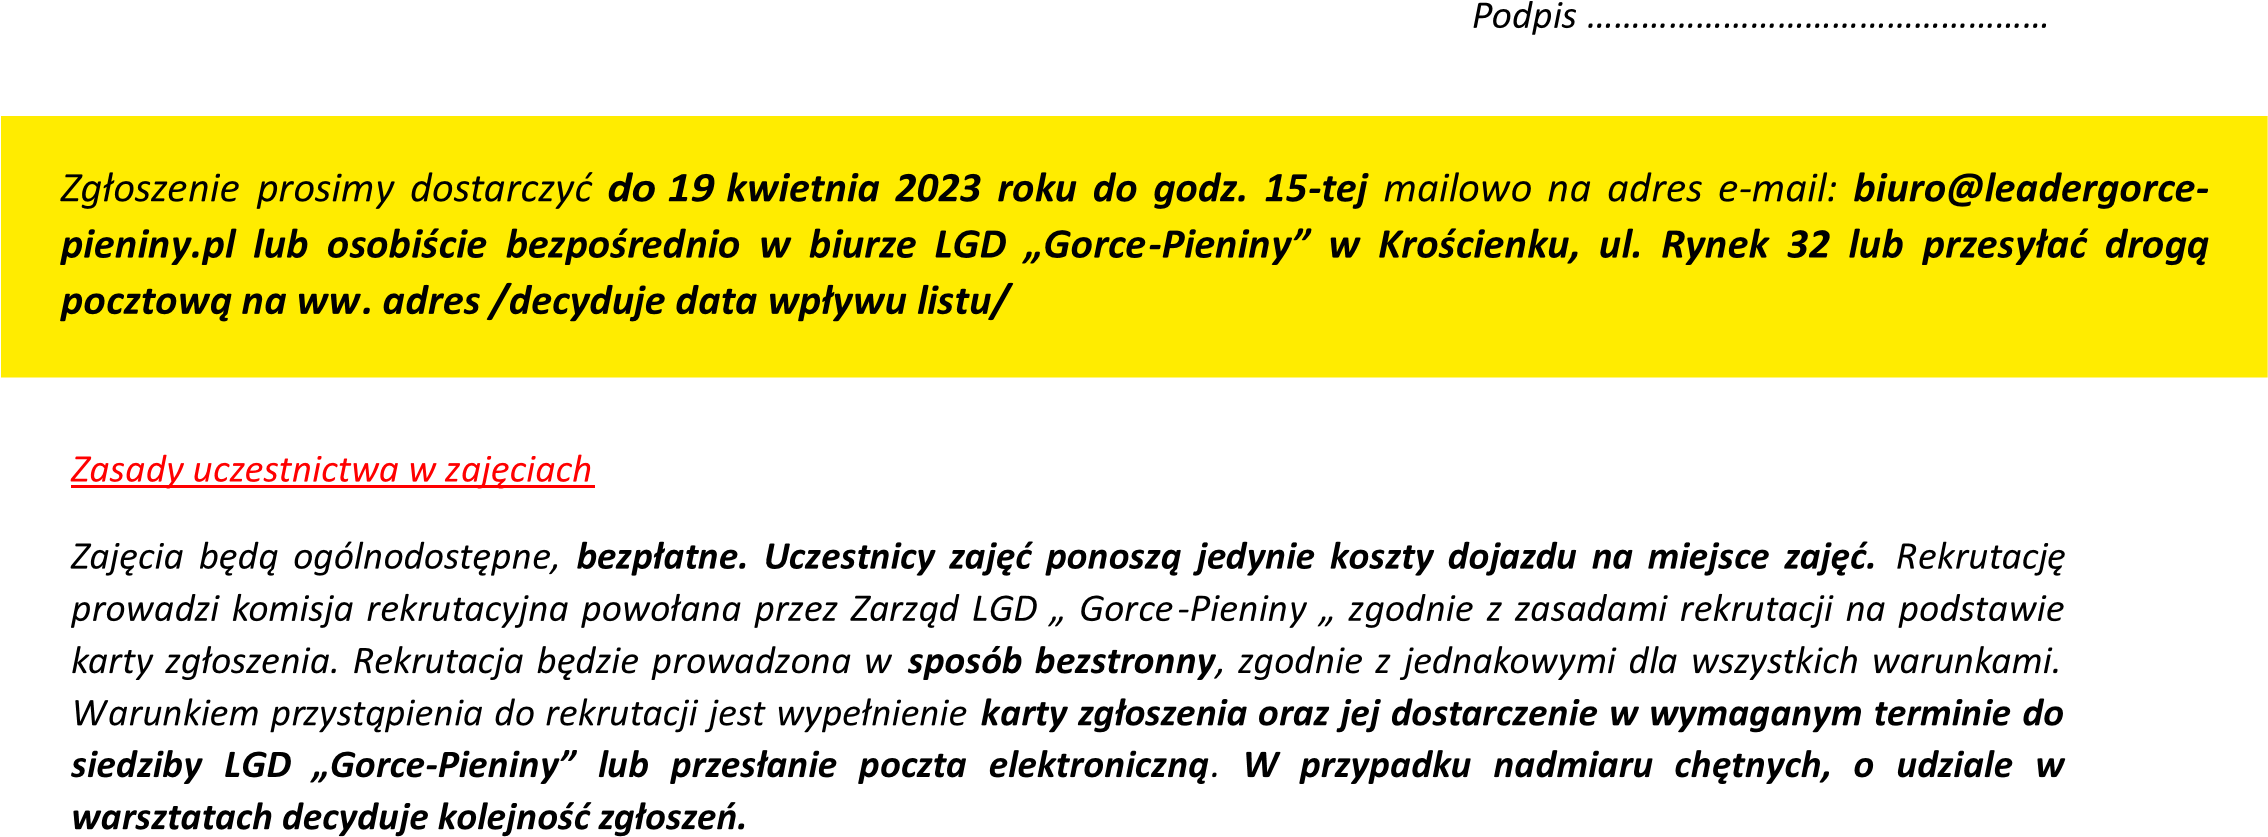 Podpis ……………………………………………
Zgłoszenie prosimy dostarczyć do 19 kwietnia 2023 roku do godz. 15-tej mailowo na adres e-mail: biuro@leadergorce-
pieniny.pl lub osobiście bezpośrednio w biurze LGD „Gorce-Pieniny” w Krościenku, ul. Rynek 32 lub przesyłać drogą
pocztową na ww. adres /decyduje data wpływu listu/
Zasady uczestnictwa w zajęciach
Zajęcia będą ogólnodostępne, bezpłatne. Uczestnicy zajęć ponoszą jedynie koszty dojazdu na miejsce zajęć. Rekrutację
prowadzi komisja rekrutacyjna powołana przez Zarząd LGD „ Gorce-Pieniny „ zgodnie z zasadami rekrutacji na podstawie
karty zgłoszenia. Rekrutacja będzie prowadzona w sposób bezstronny, zgodnie z jednakowymi dla wszystkich warunkami.
Warunkiem przystąpienia do rekrutacji jest wypełnienie karty zgłoszenia oraz jej dostarczenie w wymaganym terminie do
siedziby LGD „Gorce-Pieniny” lub przesłanie poczta elektroniczną. W przypadku nadmiaru chętnych, o udziale w
warsztatach decyduje kolejność zgłoszeń.